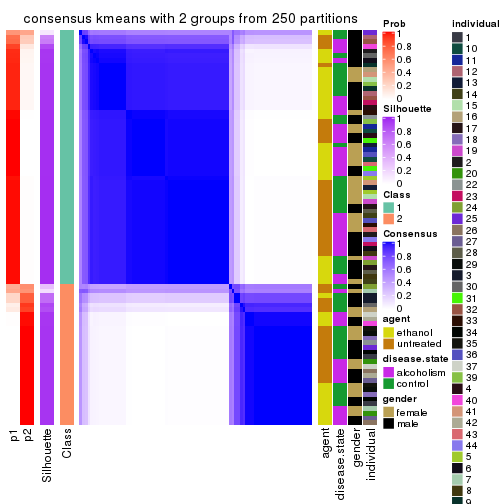 consensus kmeans with 2 groups from 250 partitions
Prob
1
0.8
0.6
0.4
0.2
0
Silhouette
1
0.8
0.6
0.4
0.2
0
Class
1
2
Consensus
1
0.8
0.6
0.4
0.2
0
agent
ethanol
untreated
disease.state
alcoholism
control
gender
female
male
individual
1
10
11
12
13
14
15
16
17
18
19
2
20
22
23
24
25
26
27
28
29
3
30
31
32
33
34
35
36
37
39
4
40
41
42
43
44
5
6
7
8
9
p1
p2
Silhouette
Class
agent
disease.state
gender
individual